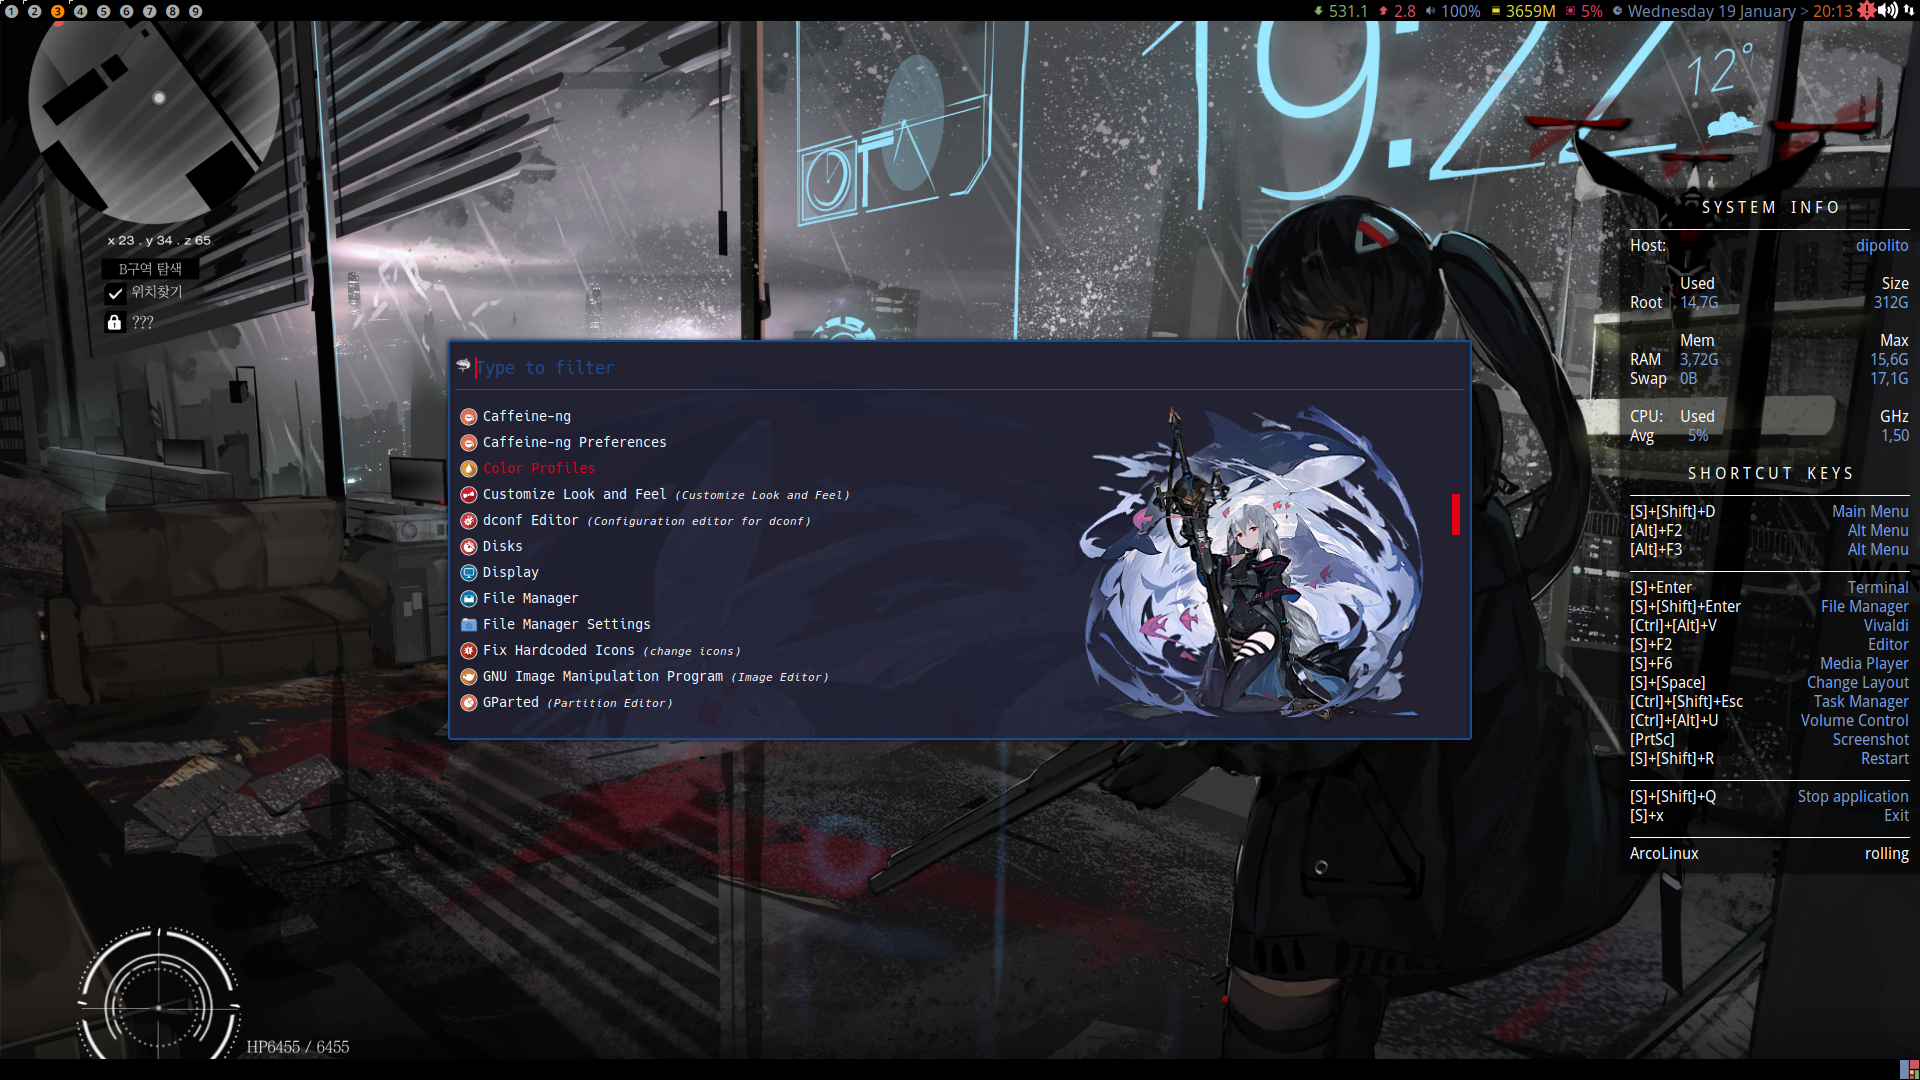 1 2 3 4 5 6 7 8 9
531.1 2.8 100% 3659M 5% Wednesday 19 January > 20:13
19:22
12°
x 23 . y 34 . z 65
B구역 탐색
위치찾기
???
Type to filter
Caffeine-ng
Caffeine-ng Preferences
Color Profiles
Customize Look and Feel (Customize Look and Feel)
dconf Editor (Configuration editor for dconf)
Disks
Display
File Manager
File Manager Settings
Fix Hardcoded Icons (change icons)
GNU Image Manipulation Program (Image Editor)
GParted (Partition Editor)
SYSTEM INFO
Host: dipolito
Used Size
Root 14,7G 312G
Mem Max
RAM 3,72G 15,6G
Swap 0B 17,1G
CPU: Used GHz
Avg 5% 1,50
SHORTCUT KEYS
[S]+[Shift]+D Main Menu
[Alt]+F2 Alt Menu
[Alt]+F3 Alt Menu
[S]+Enter Terminal
[S]+[Shift]+Enter File Manager
[Ctrl]+[Alt]+V Vivaldi
[S]+F2 Editor
[S]+F6 Media Player
[S]+[Space] Change Layout
[Ctrl]+[Shift]+Esc Task Manager
[Ctrl]+[Alt]+U Volume Control
[PrtSc] Screenshot
[S]+[Shift]+R Restart
[S]+[Shift]+Q Stop application
[S]+x Exit
ArcoLinux rolling
HP6455 / 6455